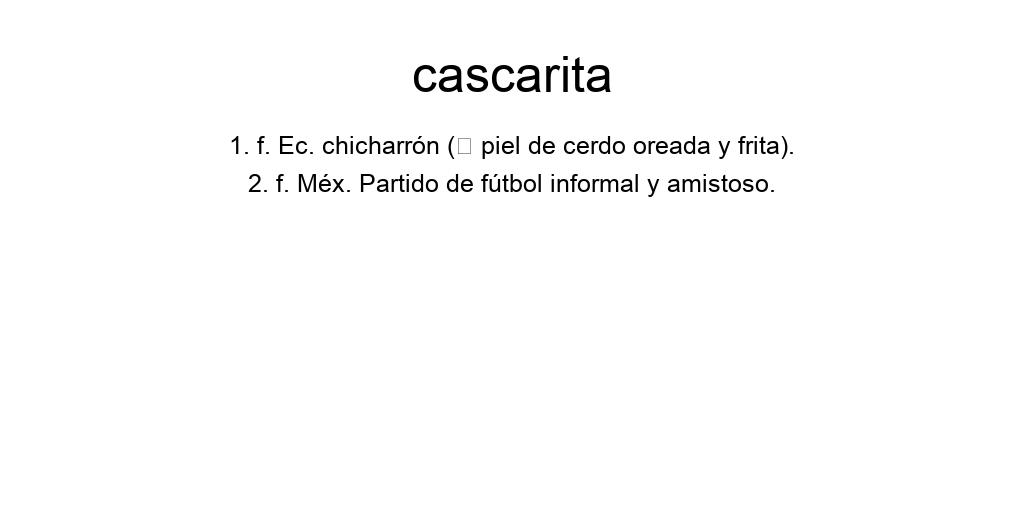 cascarita
1. f. Ec. chicharrón (□ piel de cerdo oreada y frita).
2. f. Méx. Partido de fútbol informal y amistoso.